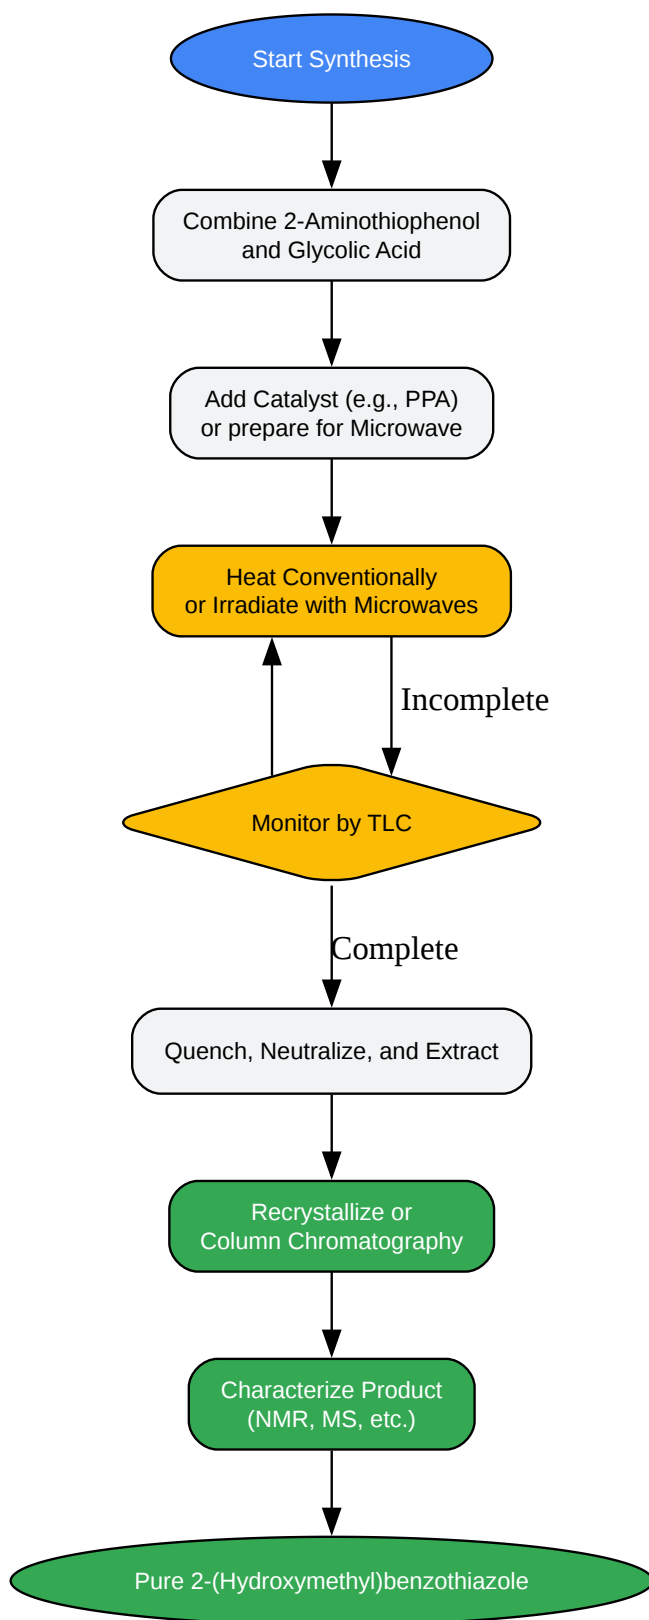 Start Synthesis
Combine 2-Aminothiophenol
and Glycolic Acid
Add Catalyst (e.g., PPA)
or prepare for Microwave
Heat Conventionally
or Irradiate with Microwaves
Incomplete
Monitor by TLC
Complete
Quench, Neutralize, and Extract
Recrystallize or
Column Chromatography
Characterize Product
(NMR, MS, etc.)
Pure 2-(Hydroxymethyl)benzothiazole